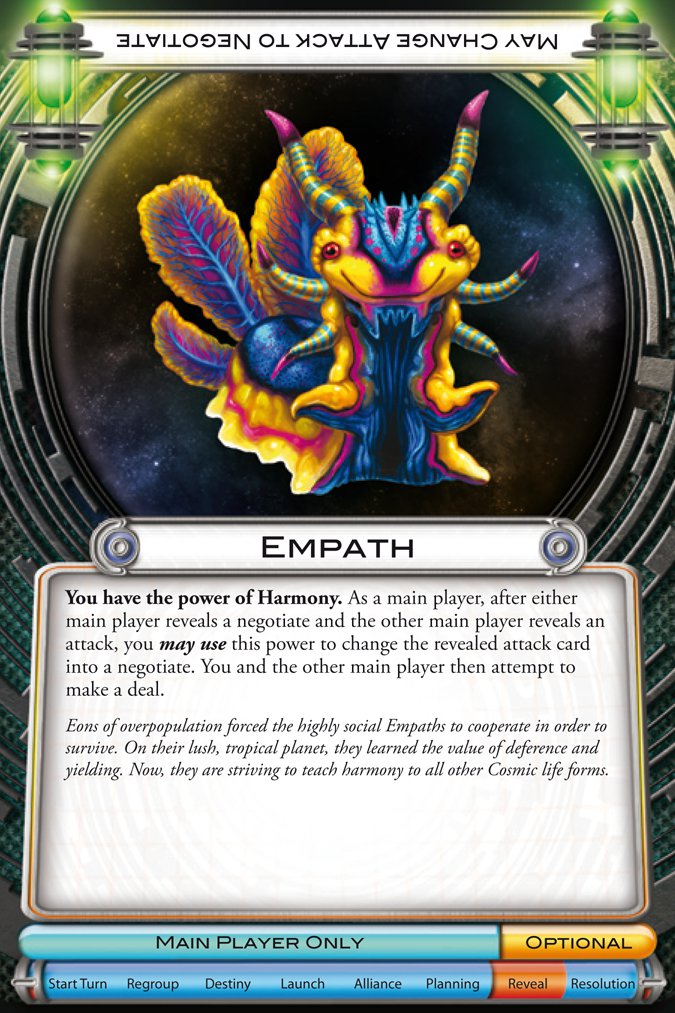 May Change Attack to Negotiate
Empath
You have the power of Harmony. As a main player, after either
main player reveals a negotiate and the other main player reveals an
attack, you may use this power to change the revealed attack card
into a negotiate. You and the other main player then attempt to
make a deal.
Eons of overpopulation forced the highly social Empaths to cooperate in order to
survive. On their lush, tropical planet, they learned the value of deference and
yielding. Now, they are striving to teach harmony to all other Cosmic life forms.
Main Player Only Optional
Start Turn Regroup Destiny Launch Alliance Planning Reveal Resolution